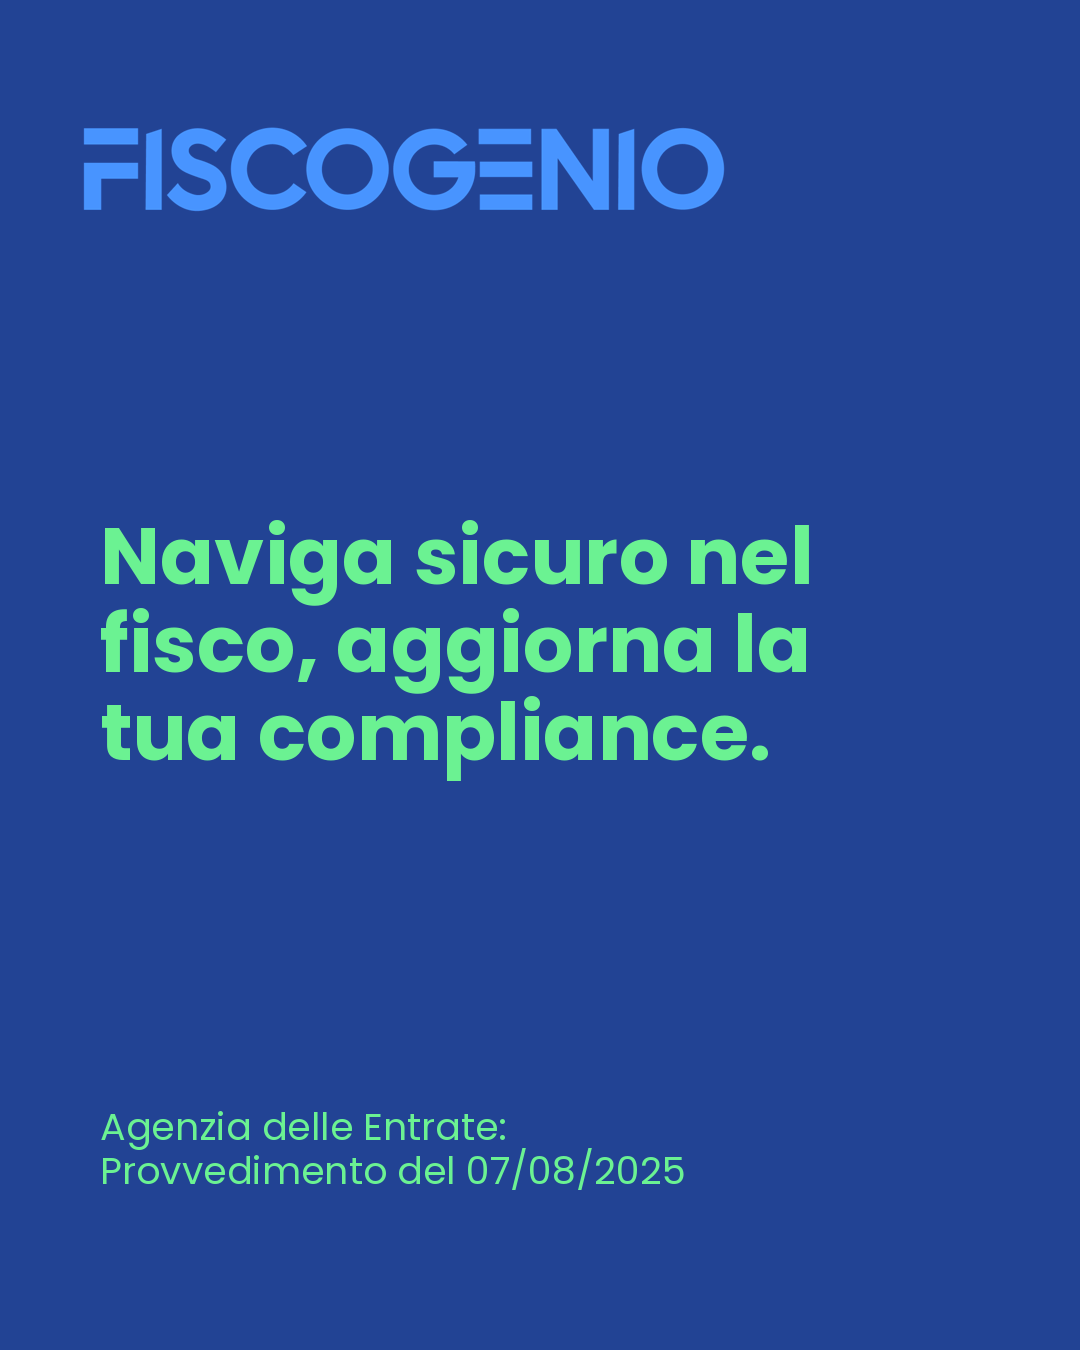 FISCOGENIO
Naviga sicuro nel
fisco, aggiorna la
tua compliance.
Agenzia delle Entrate:
Provvedimento del 07/08/2025